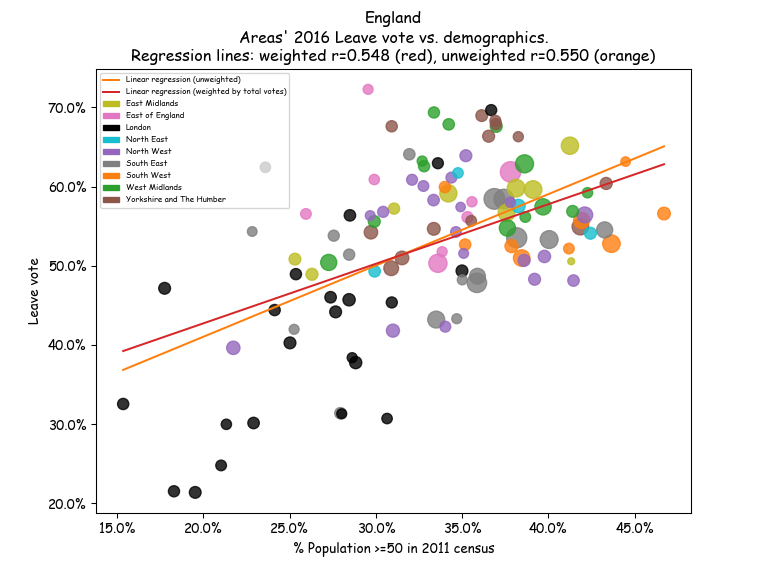 England
Areas' 2016 Leave vote vs. demographics.
Regression lines: weighted r=0.548 (red), unweighted r=0.550 (orange)
Linear regression (unweighted)
Linear regression (weighted by total votes)
East Midlands
East of England
London
North East
North West
South East
South West
West Midlands
Yorkshire and The Humber
70.0%
60.0%
50.0%
40.0%
30.0%
20.0%
Leave vote
15.0% 20.0% 25.0% 30.0% 35.0% 40.0% 45.0%
% Population >=50 in 2011 census